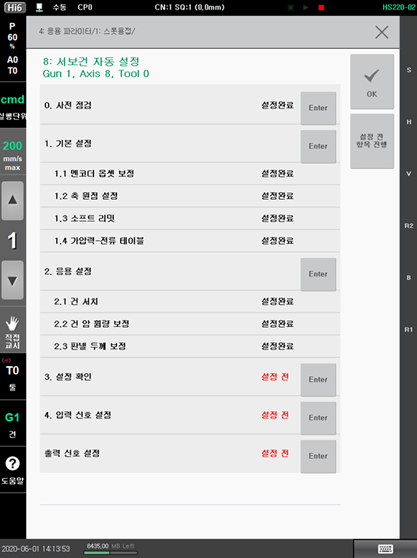 Hi6 수동 CP0 CN:1 SQ:1 (0,0mm) HS220-02
P
60
%
A0
T0
cmd
실행단위
200
mm/s
max
1
직접
교시
T0
툴
G1
건
도움말
4: 응용 파라미터/1: 스폿용접/
8: 서보건 자동 설정
Gun 1, Axis 8, Tool 0
0. 사전 점검 설정완료 Enter
1. 기본 설정 Enter
1.1 엔코더 옵셋 보정 설정완료
1.2 축 원점 설정 설정완료
1.3 소프트 리밋 설정완료
1.4 가압력-전류 테이블 설정완료
2. 응용 설정 Enter
2.1 건 서치 설정완료
2.2 건 암 휨량 보정 설정완료
2.3 판넬 두께 보정 설정완료
3. 설정 확인 설정 전 Enter
4. 입력 신호 설정 설정 전 Enter
출력 신호 설정 설정 전 Enter
OK
설정 전
항목 진행
S
H
V
R2
B
R1
2020-06-01 14:13:53 8435.00 MB Left